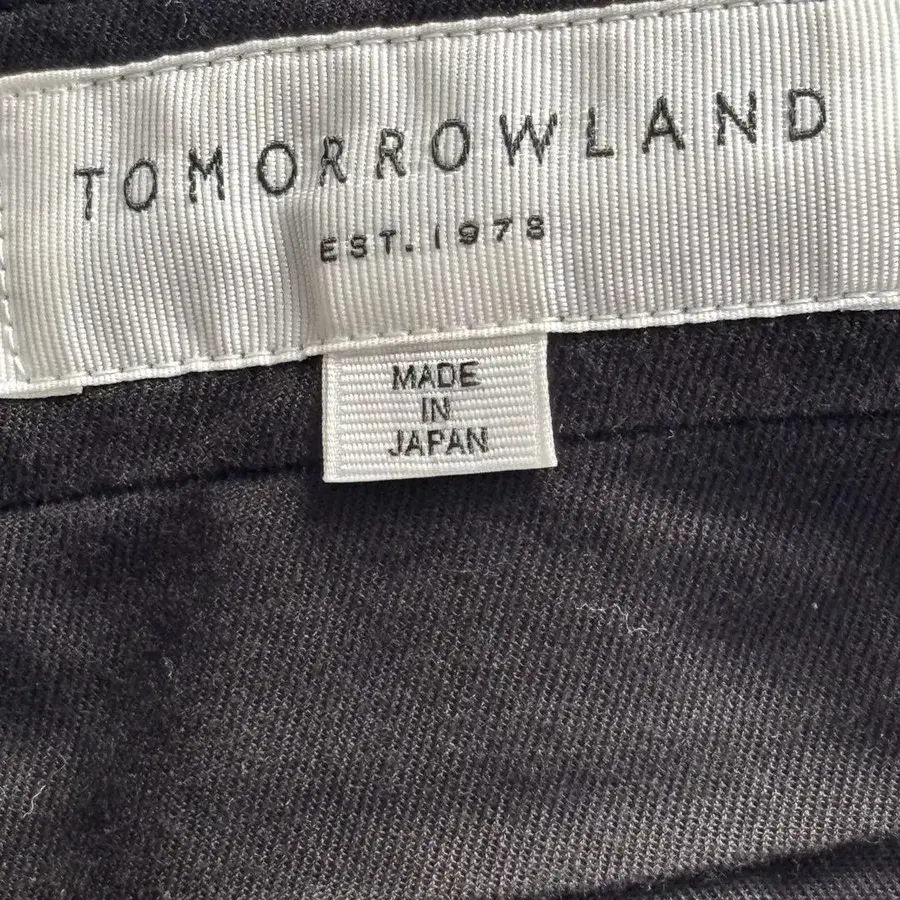 TOMORROWLAND
EST. 1978
MADE
IN
JAPAN